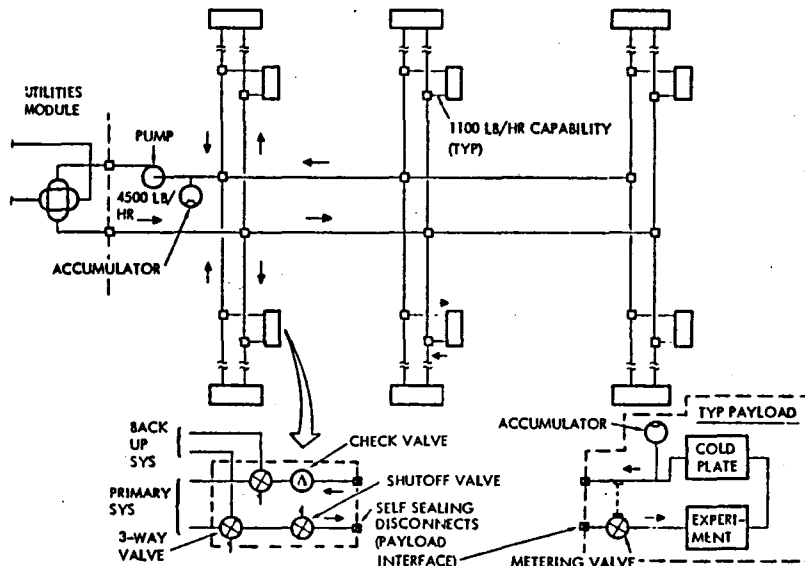 UTILITIES
MODULE
PUMP
4500 LB/
HR
ACCUMULATOR
1100 LB/HR CAPABILITY
(TYP)
BACK
UP
SYS
PRIMARY
SYS
3-WAY
VALVE
CHECK VALVE
SHUTOFF VALVE
SELF SEALING
DISCONNECTS
(PAYLOAD
INTERFACE)
ACCUMULATOR
TYP PAYLOAD
COLD
PLATE
EXPERI-
MENT
METERING VALVE